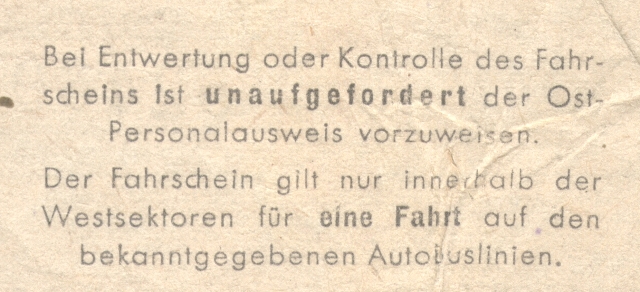 Bei Entwertung oder Kontrolle des Fahr-
scheins ist unaufgefordert der Ost-
Personalausweis vorzuweisen.
Der Fahrschein gilt nur innerhalb der
Westsektoren für eine Fahrt auf den
bekanntgegebenen Autobuslinien.